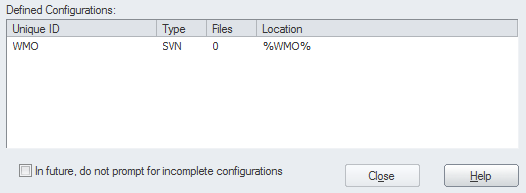 Defined Configurations:
Unique ID Type Files Location
WMO SVN 0 %WMO%
In future, do not prompt for incomplete configurations
Close Help